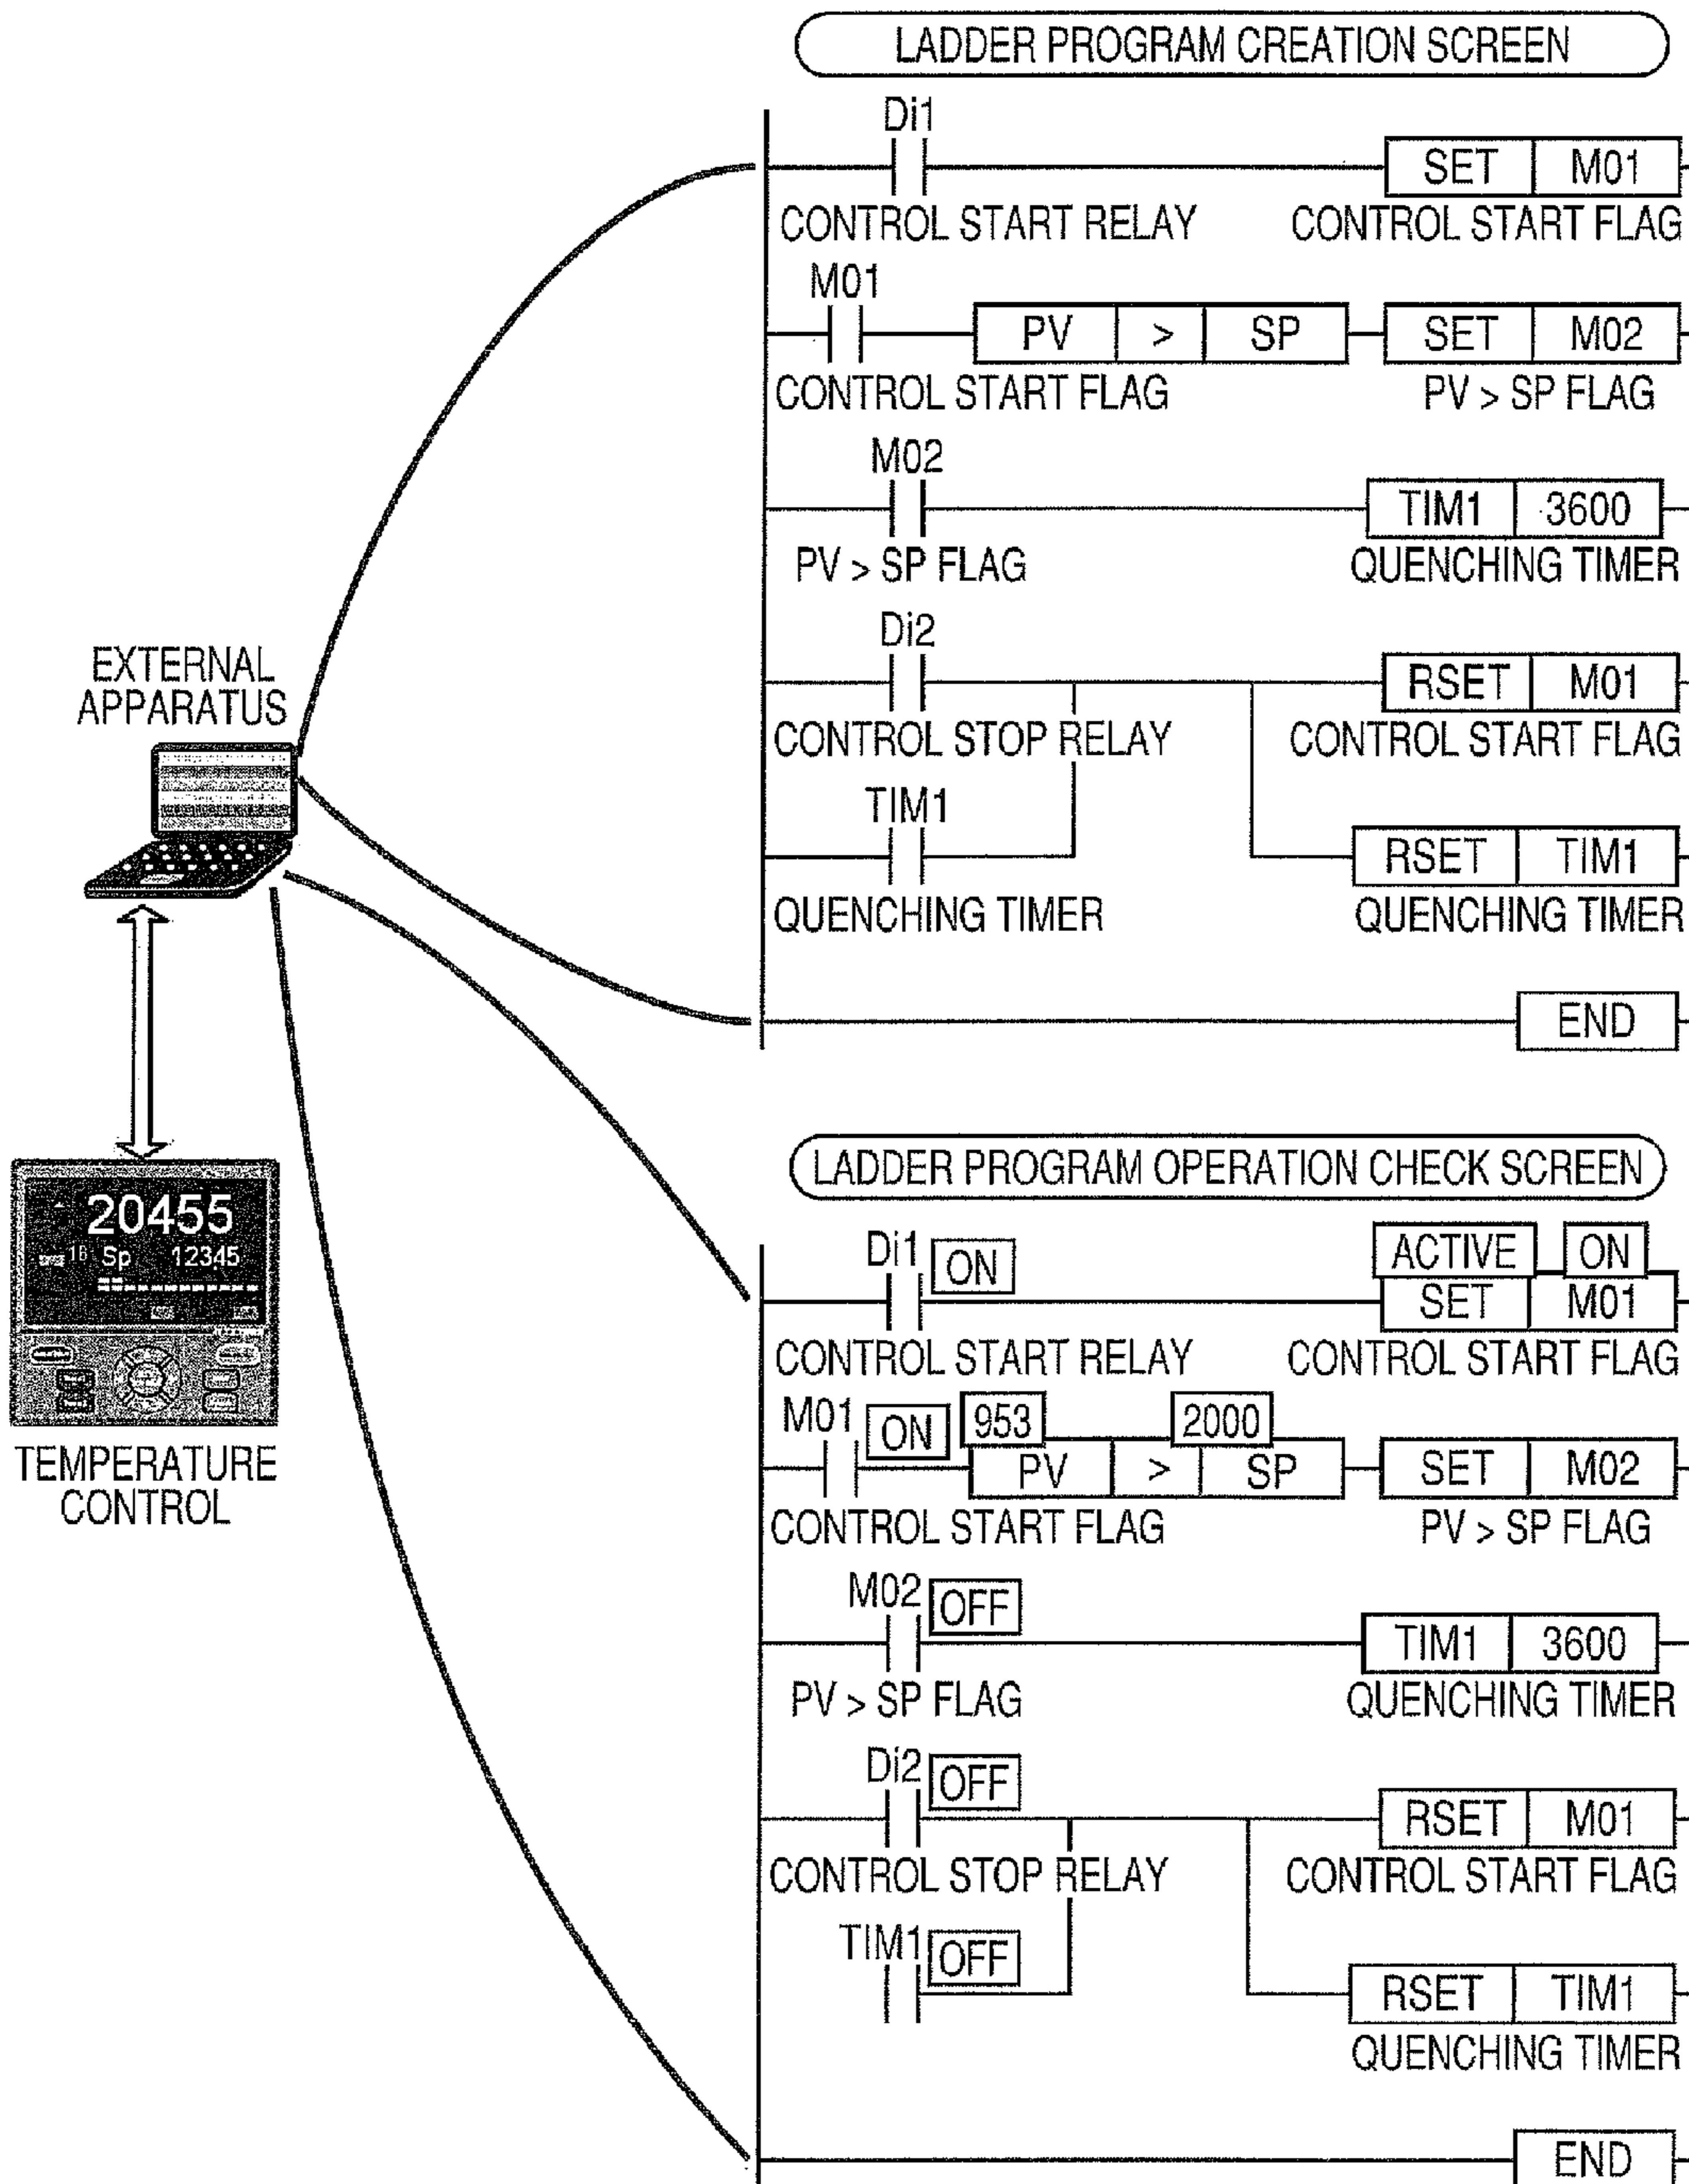 LADDER PROGRAM CREATION SCREEN
Di1
SET M01
CONTROL START RELAY CONTROL START FLAG
M01
PV > SP SET M02
CONTROL START FLAG PV > SP FLAG
M02
TIM1 3600
PV > SP FLAG QUENCHING TIMER
Di2
RSET M01
CONTROL STOP RELAY CONTROL START FLAG
TIM1
RSET TIM1
QUENCHING TIMER QUENCHING TIMER
END
EXTERNAL
APPARATUS
20455
16 Sp 12345
TEMPERATURE
CONTROL
LADDER PROGRAM OPERATION CHECK SCREEN
Di1 ON ACTIVE ON
SET M01
CONTROL START RELAY CONTROL START FLAG
M01 ON 953 2000
PV > SP SET M02
CONTROL START FLAG PV > SP FLAG
M02 OFF
TIM1 3600
PV > SP FLAG QUENCHING TIMER
Di2 OFF
RSET M01
CONTROL STOP RELAY CONTROL START FLAG
TIM1 OFF
RSET TIM1
QUENCHING TIMER
END